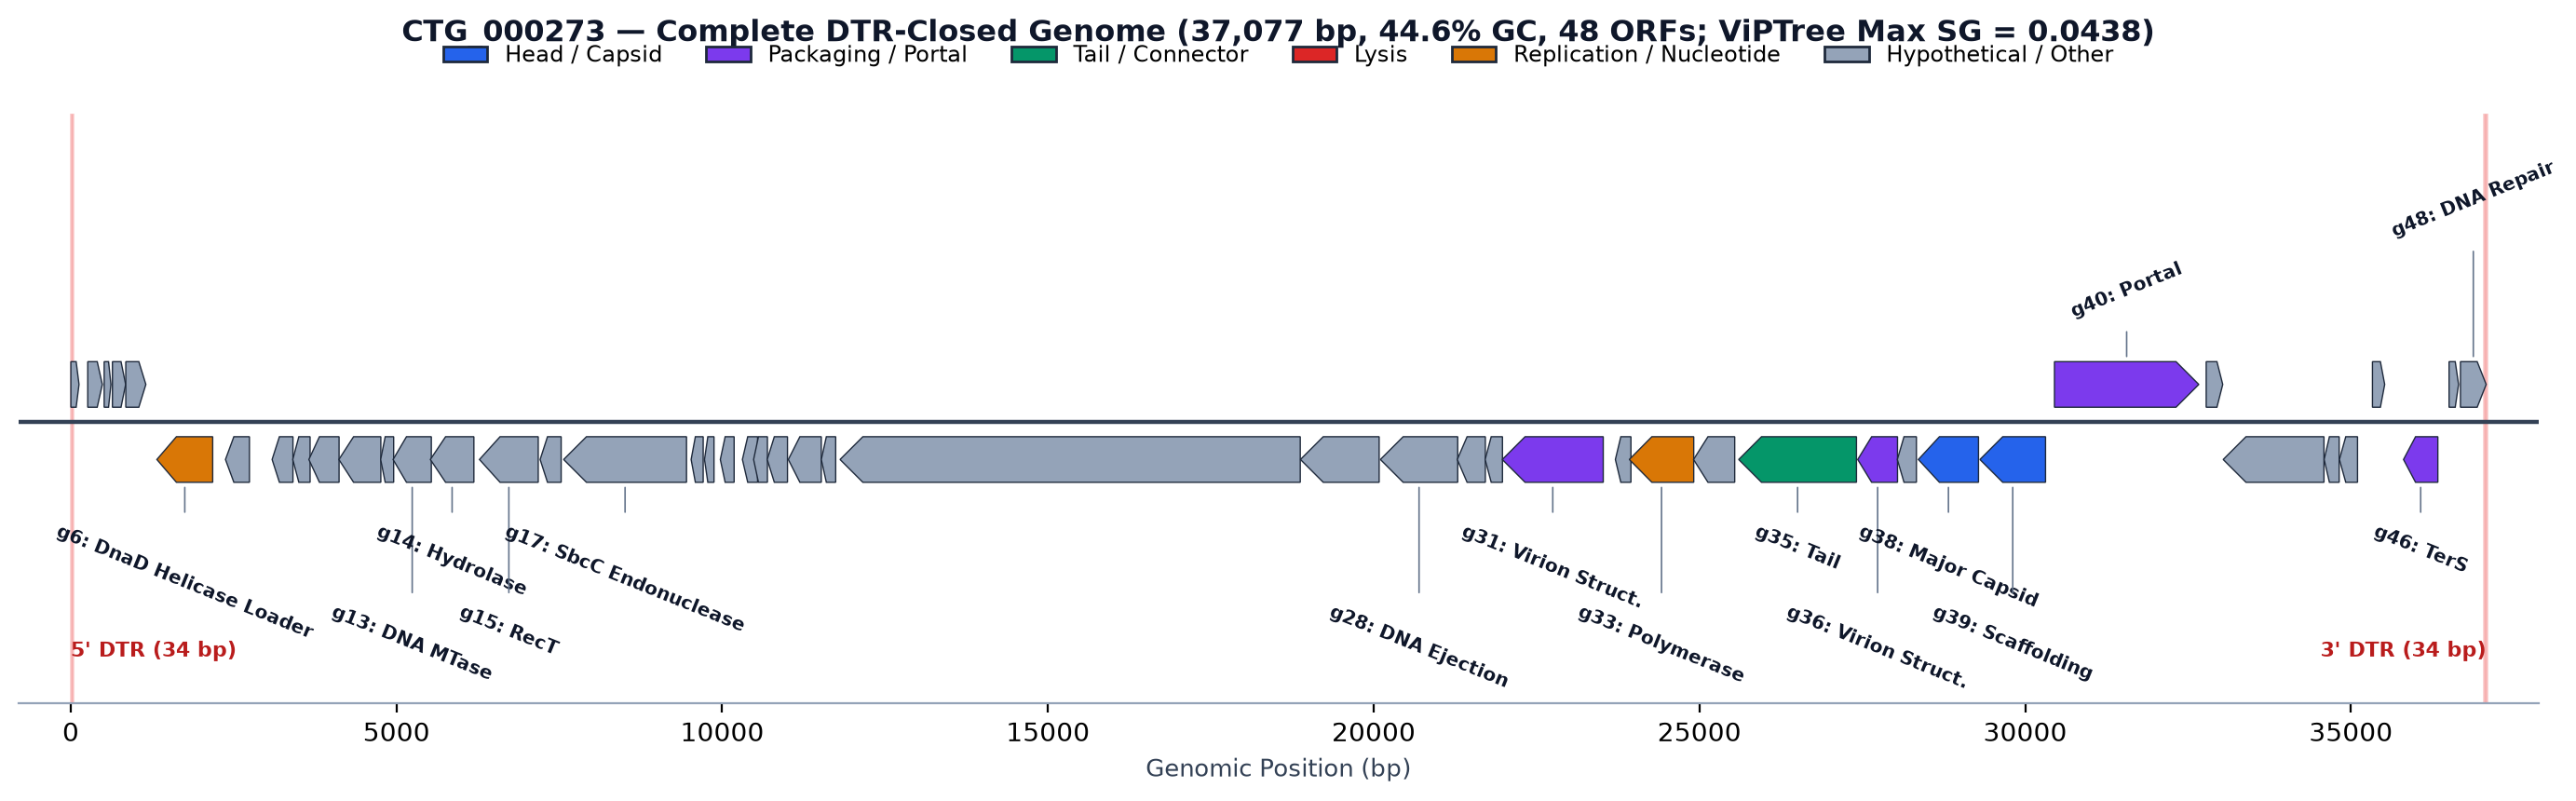 CTG_000273 — Complete DTR-Closed Genome (37,077 bp, 44.6% GC, 48 ORFs; ViPTree Max SG = 0.0438)
Head / Capsid
Packaging / Portal
Tail / Connector
Lysis
Replication / Nucleotide
Hypothetical / Other
g48: DNA Repair
g40: Portal
g6: DnaD Helicase Loader
g14: Hydrolase
g17: SbcC Endonuclease
g31: Virion Struct.
g35: Tail
g38: Major Capsid
g46: TerS
g13: DNA MTase
g15: RecT
g28: DNA Ejection
g33: Polymerase
g36: Virion Struct.
g39: Scaffolding
5' DTR (34 bp)
3' DTR (34 bp)
0
5000
10000
15000
20000
25000
30000
35000
Genomic Position (bp)